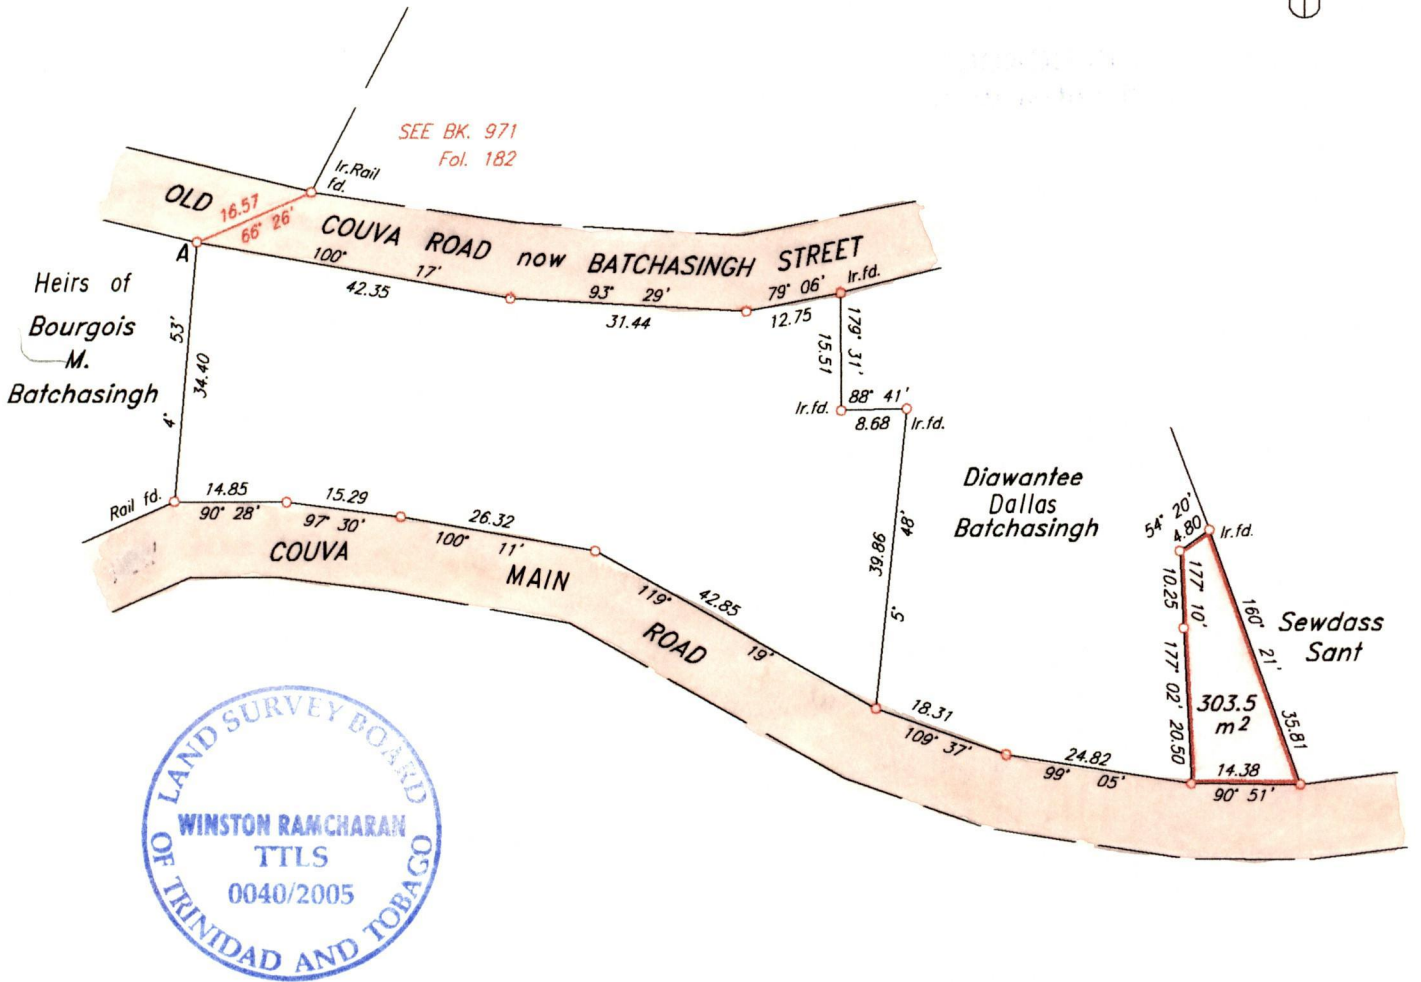 SEE BK. 971
Fol. 182
Ir.Rail
fd.
OLD COUVA ROAD now BATCHASINGH STREET
16.57
66° 26'
A
100° 17'
42.35
93° 29'
31.44
79° 06'
12.75
Ir.fd.
179° 31'
15.51
Ir.fd.
88° 41'
8.68
Ir.fd.
Heirs of
Bourgois
M.
Batchasingh
4° 53'
34.40
Rail fd.
14.85
90° 28'
15.29
97° 30'
26.32
100° 11'
42.85
119° 19'
COUVA MAIN ROAD
39.86
5° 48'
Diawantee
Dallas
Batchasingh
18.31
109° 37'
24.82
99° 05'
54° 20'
4.80
Ir.fd.
177° 10'
10.25
177° 02'
20.50
160° 21'
35.81
303.5
m²
14.38
90° 51'
Sewdass
Sant
LAND SURVEY BOARD
OF TRINIDAD AND TOBAGO
WINSTON RAMCHARAN
TTLS
0040/2005